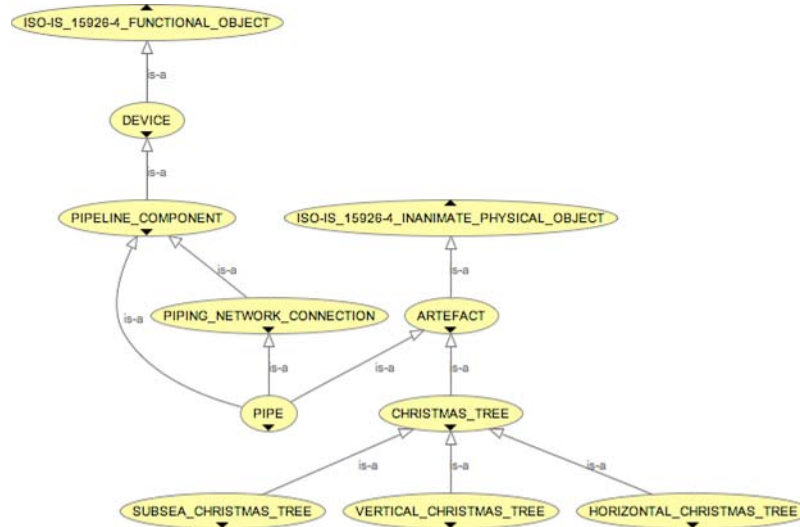 ISO-IS_15926-4_FUNCTIONAL_OBJECT
is-a
DEVICE
is-a
PIPELINE_COMPONENT
ISO-IS_15926-4_INANIMATE_PHYSICAL_OBJECT
is-a
is-a
is-a
PIPING_NETWORK_CONNECTION
ARTEFACT
is-a
is-a
is-a
PIPE
CHRISTMAS_TREE
is-a
is-a
is-a
SUBSEA_CHRISTMAS_TREE
VERTICAL_CHRISTMAS_TREE
HORIZONTAL_CHRISTMAS_TREE